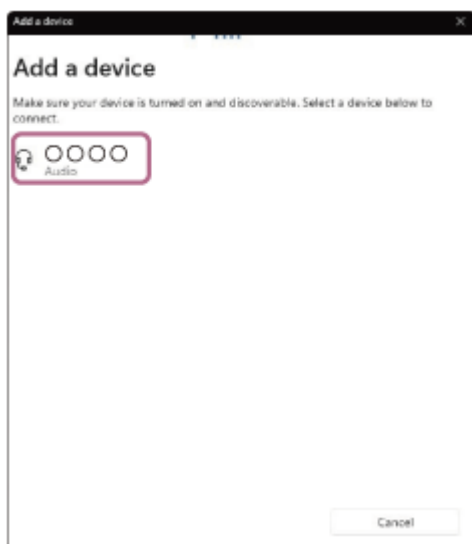 Add a device
Add a device
Make sure your device is turned on and discoverable. Select a device below to
connect.
○○○○
Audio
Cancel